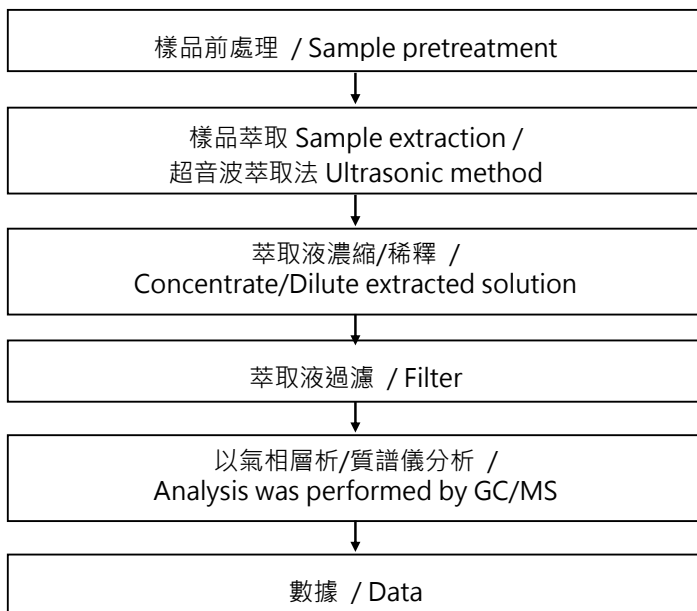 樣品前處理 / Sample pretreatment
樣品萃取 Sample extraction /
超音波萃取法 Ultrasonic method
萃取液濃縮/稀釋 /
Concentrate/Dilute extracted solution
萃取液過濾 / Filter
以氣相層析/質譜儀分析 /
Analysis was performed by GC/MS
數據 / Data